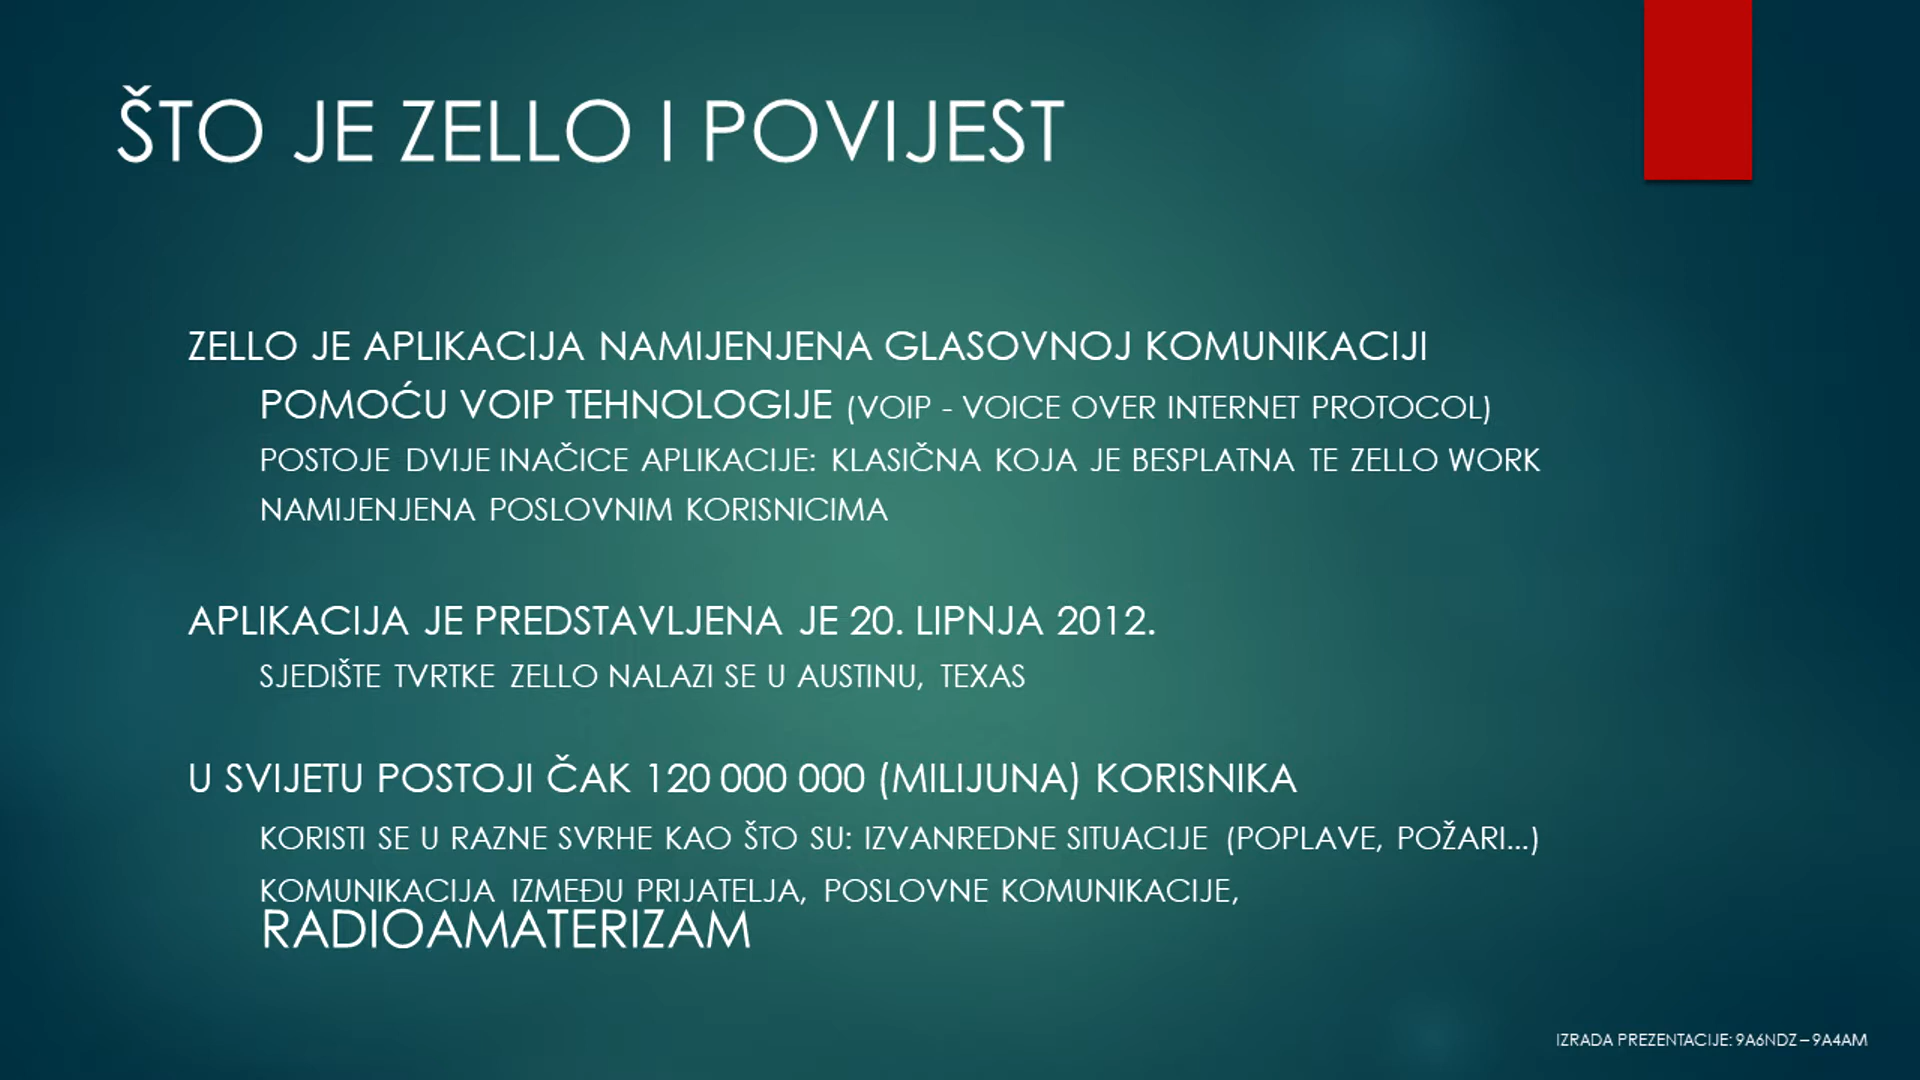 ŠTO JE ZELLO I POVIJEST
ZELLO JE APLIKACIJA NAMIJENJENA GLASOVNOJ KOMUNIKACIJI
POMOĆU VOIP TEHNOLOGIJE (VOIP - VOICE OVER INTERNET PROTOCOL)
POSTOJE DVIJE INAČICE APLIKACIJE: KLASIČNA KOJA JE BESPLATNA TE ZELLO WORK
NAMIJENJENA POSLOVNIM KORISNICIMA
APLIKACIJA JE PREDSTAVLJENA JE 20. LIPNJA 2012.
SJEDIŠTE TVRTKE ZELLO NALAZI SE U AUSTINU, TEXAS
U SVIJETU POSTOJI ČAK 120 000 000 (MILIJUNA) KORISNIKA
KORISTI SE U RAZNE SVRHE KAO ŠTO SU: IZVANREDNE SITUACIJE (POPLAVE, POŽARI...)
KOMUNIKACIJA IZMEĐU PRIJATELJA, POSLOVNE KOMUNIKACIJE,
RADIOAMATERIZAM
IZRADA PREZENTACIJE: 9A6NDZ – 9A4AM